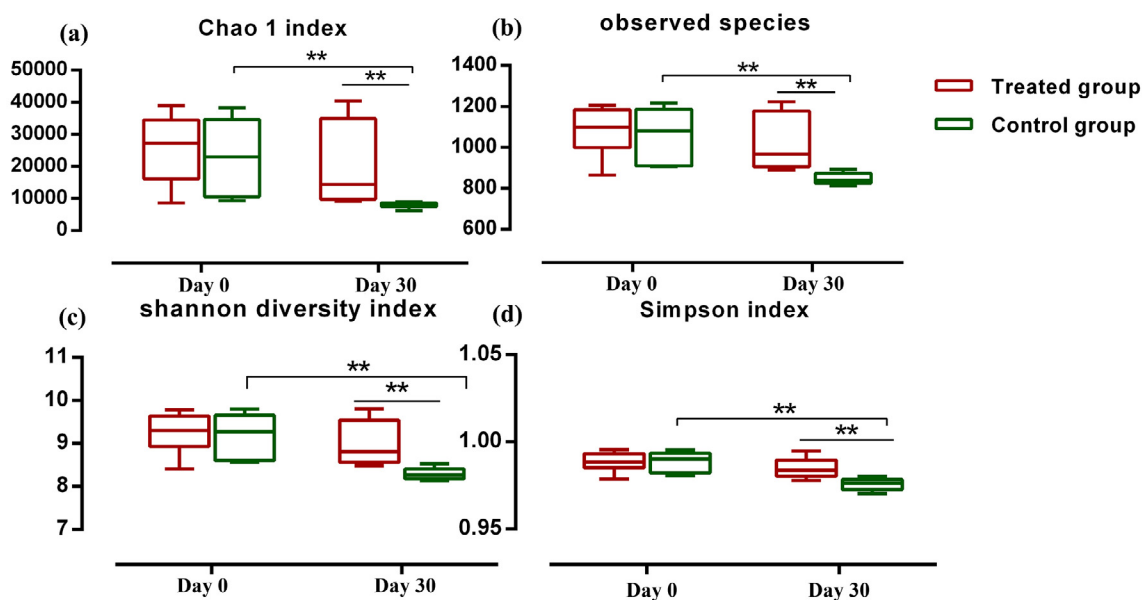 (a) Chao 1 index
50000
40000
30000
20000
10000
0
**
**
Day 0 Day 30
(b) observed species
1400
1200
1000
800
600
**
**
Day 0 Day 30
Treated group
Control group
(c) shannon diversity index
11
10
9
8
7
**
**
Day 0 Day 30
(d) Simpson index
1.05
1.00
0.95
**
**
Day 0 Day 30